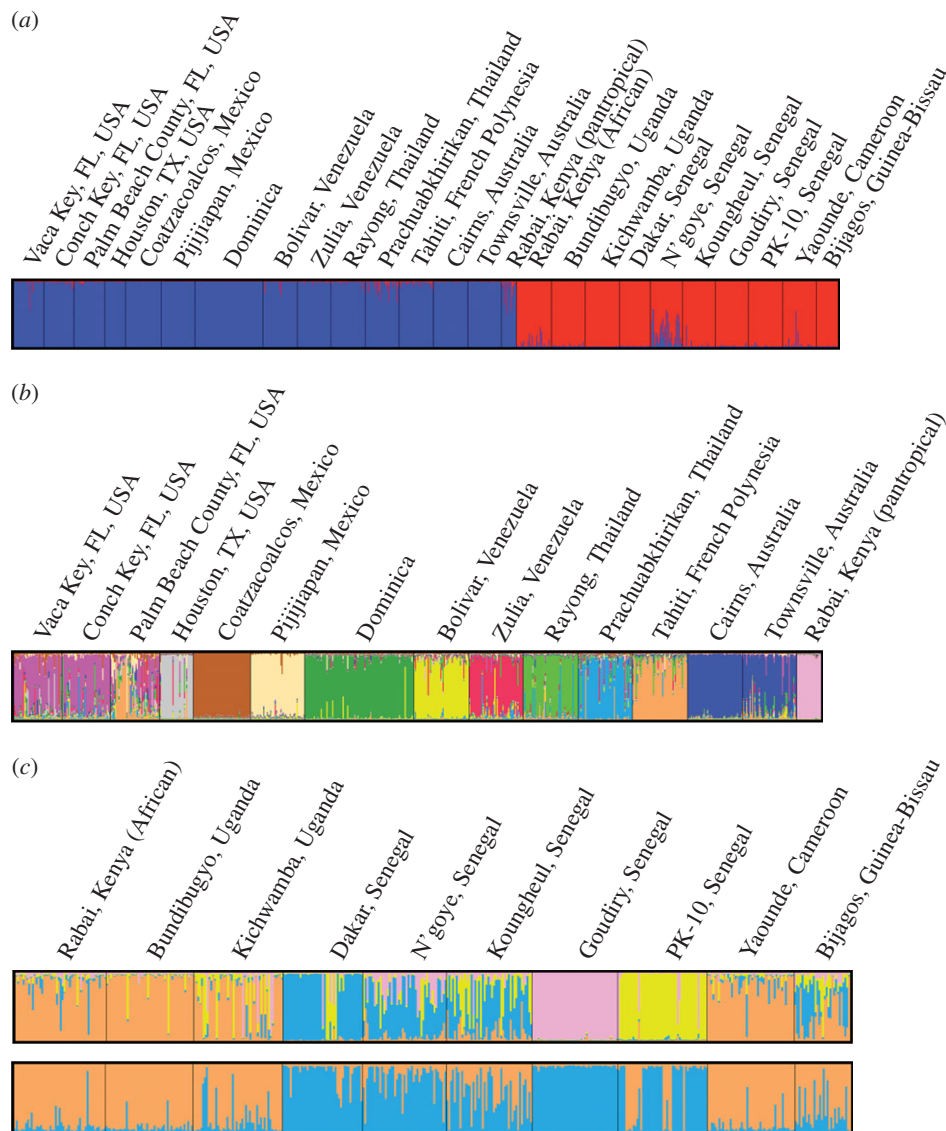 (a)
Vaca Key, FL, USA
Conch Key, FL, USA
Palm Beach County, FL, USA
Houston, TX, USA
Coatzacoalcos, Mexico
Pijijiapan, Mexico
Dominica
Bolivar, Venezuela
Zulia, Venezuela
Rayong, Thailand
Prachuabkhirikan, Thailand
Tahiti, French Polynesia
Cairns, Australia
Townsville, Australia
Rabai, Kenya (pantropical)
Rabai, Kenya (African)
Bundibugyo, Uganda
Kichwamba, Uganda
Dakar, Senegal
N'goye, Senegal
Koungheul, Senegal
Goudiry, Senegal
PK-10, Senegal
Yaounde, Cameroon
Bijagos, Guinea-Bissau
(b)
Vaca Key, FL, USA
Conch Key, FL, USA
Palm Beach County, FL, USA
Houston, TX, USA
Coatzacoalcos, Mexico
Pijijiapan, Mexico
Dominica
Bolivar, Venezuela
Zulia, Venezuela
Rayong, Thailand
Prachuabkhirikan, Thailand
Tahiti, French Polynesia
Cairns, Australia
Townsville, Australia
Rabai, Kenya (pantropical)
(c)
Rabai, Kenya (African)
Bundibugyo, Uganda
Kichwamba, Uganda
Dakar, Senegal
N'goye, Senegal
Koungheul, Senegal
Goudiry, Senegal
PK-10, Senegal
Yaounde, Cameroon
Bijagos, Guinea-Bissau